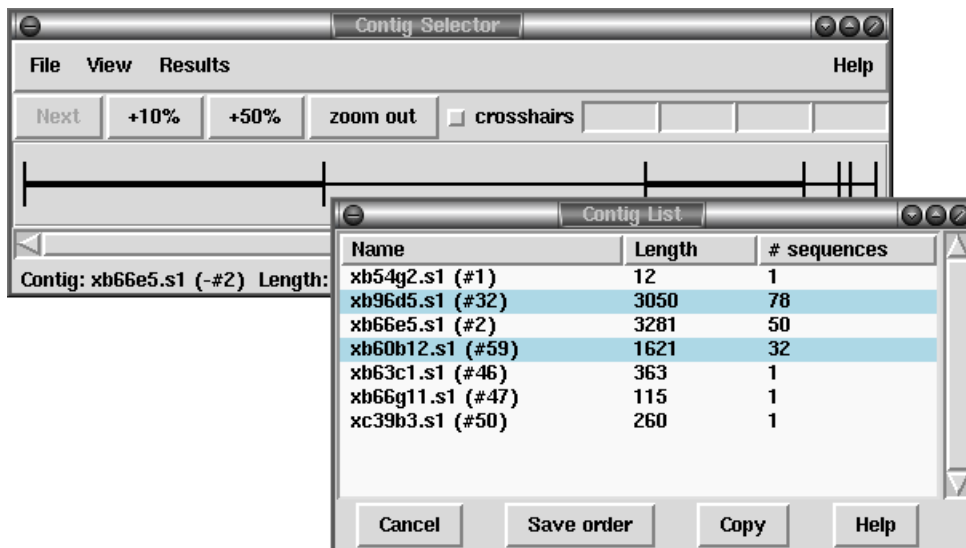 Contig Selector
File View Results Help
Next +10% +50% zoom out crosshairs
Contig: xb66e5.s1 (-#2) Length:
Contig List
Name Length # sequences
xb54g2.s1 (#1) 12 1
xb96d5.s1 (#32) 3050 78
xb66e5.s1 (#2) 3281 50
xb60b12.s1 (#59) 1621 32
xb63c1.s1 (#46) 363 1
xb66g11.s1 (#47) 115 1
xc39b3.s1 (#50) 260 1
Cancel Save order Copy Help